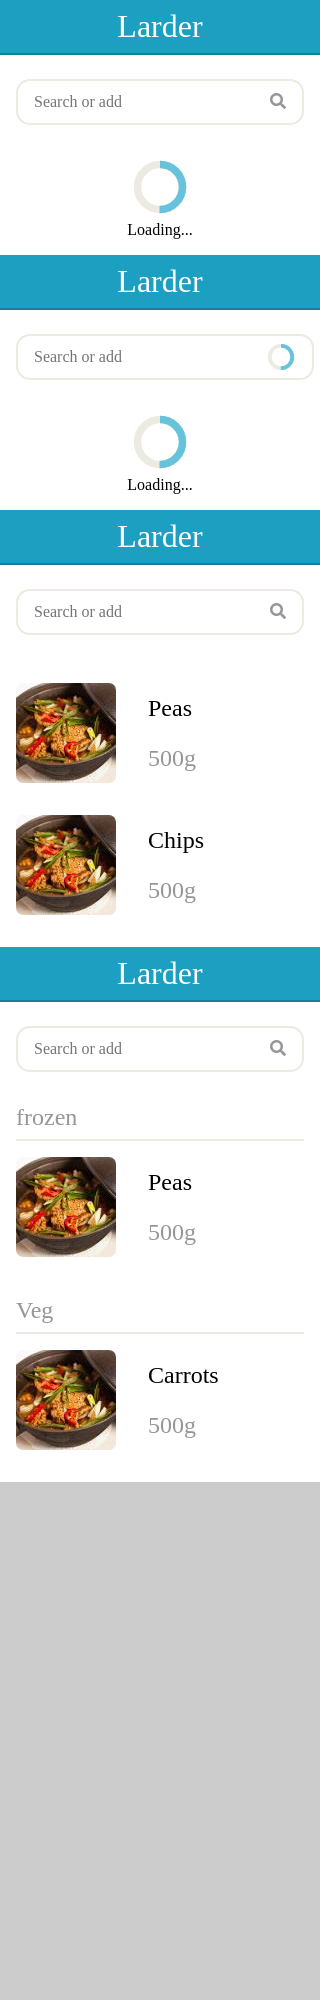 Larder
Search or add
Loading...
Larder
Search or add
Loading...
Larder
Search or add
Peas
500g
Chips
500g
Larder
Search or add
frozen
Peas
500g
Veg
Carrots
500g